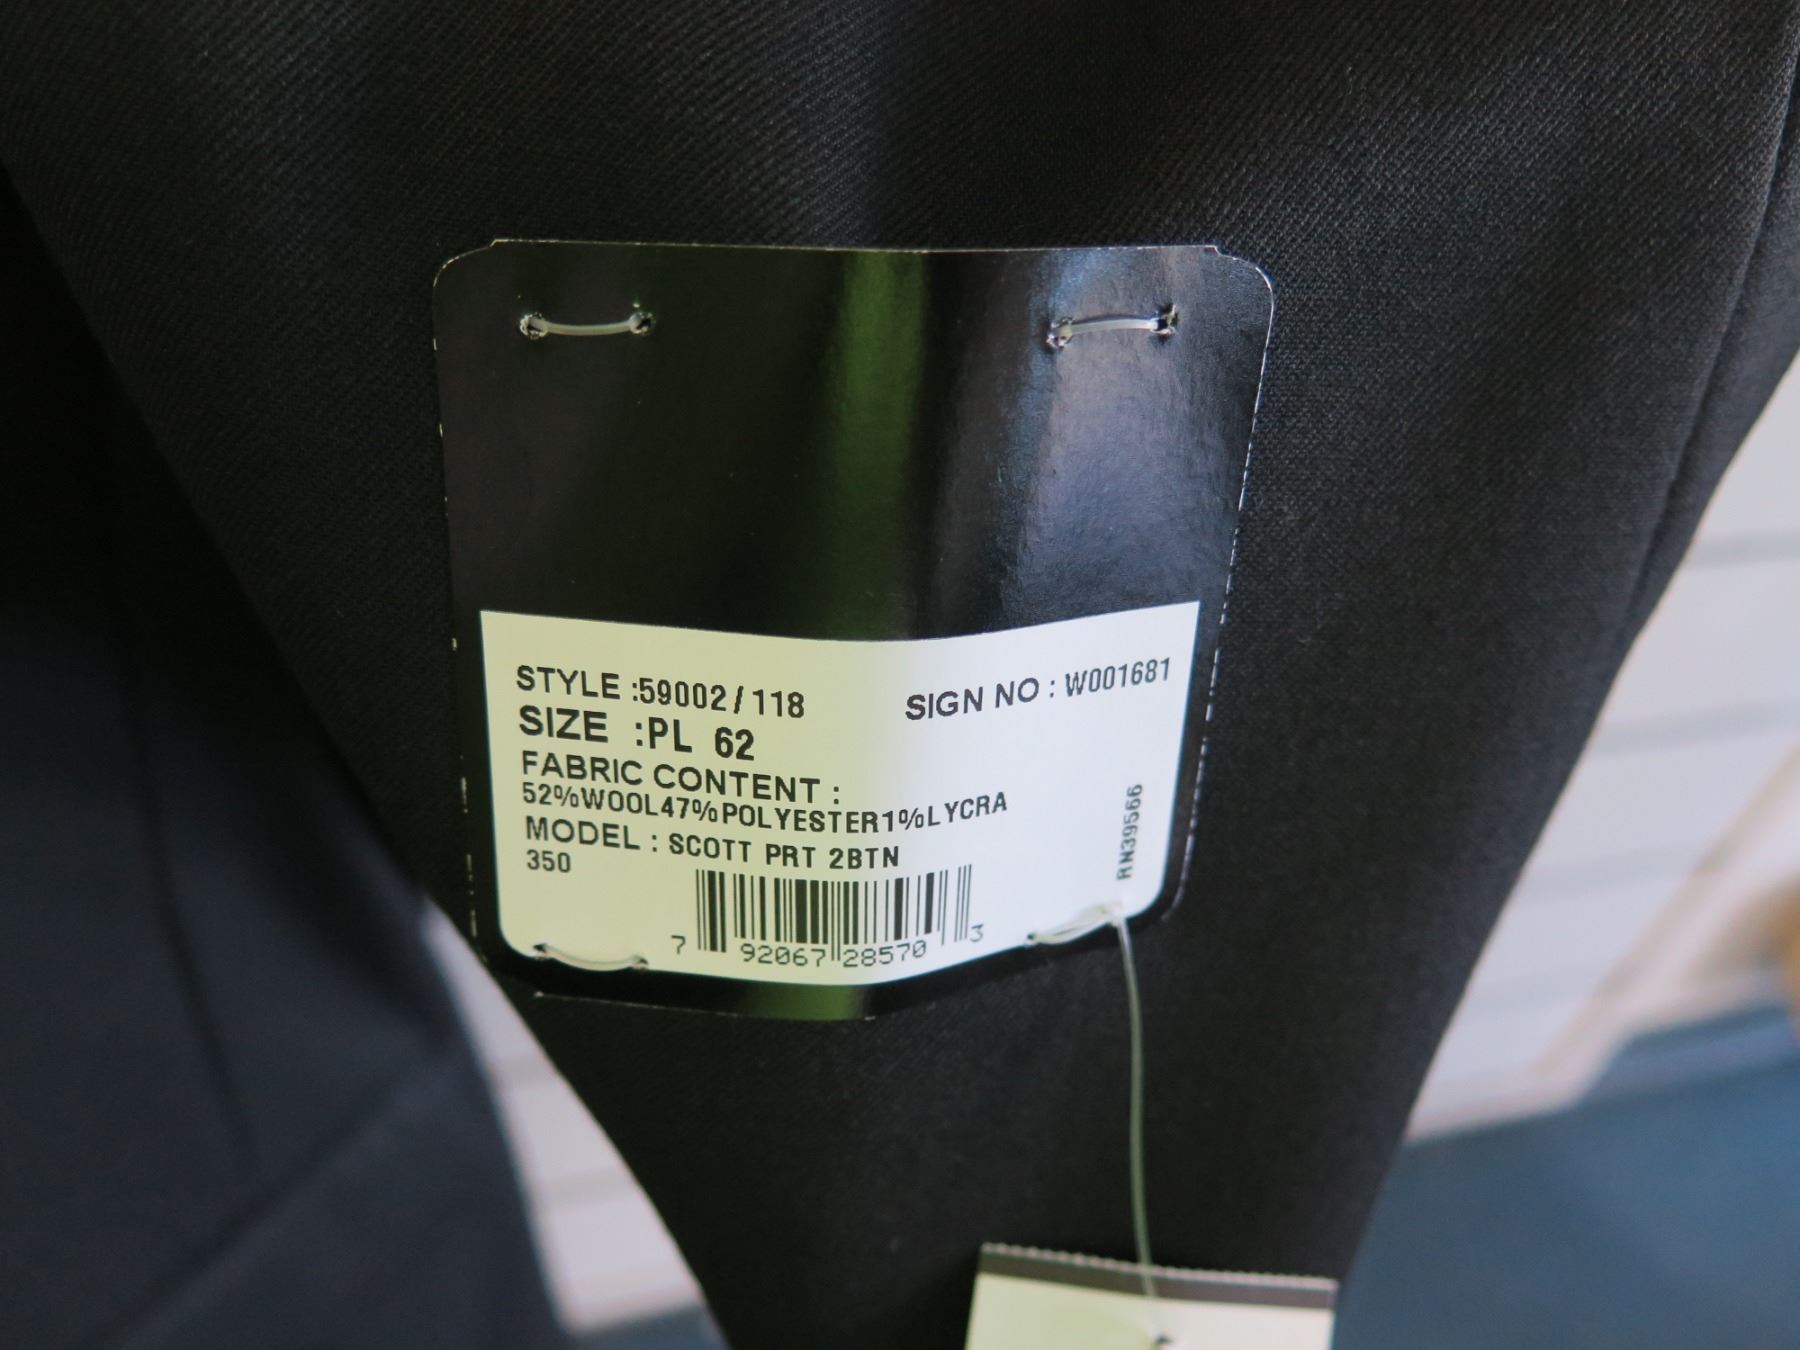 STYLE :59002/118 SIGN NO : W001681
SIZE :PL 62
FABRIC CONTENT :
52%WOOL47%POLYESTER1%LYCRA
MODEL : SCOTT PRT 2BTN
350
RN39566
7 92067 28570 3